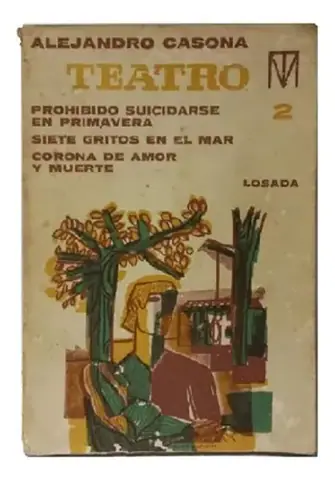 ALEJANDRO CASONA
TEATRO
PROHIBIDO SUICIDARSE
EN PRIMAVERA
2
SIETE GRITOS EN EL MAR
CORONA DE AMOR
Y MUERTE
LOSADA